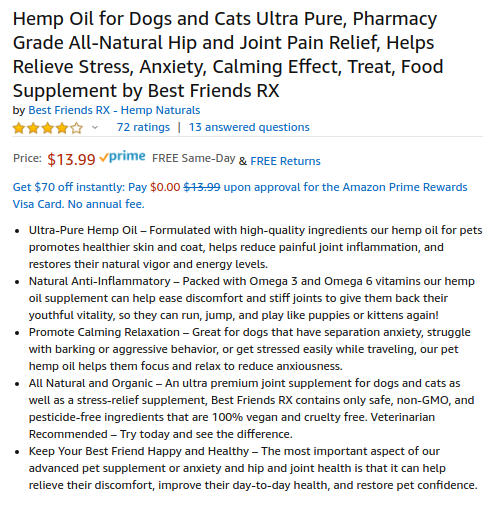 Hemp Oil for Dogs and Cats Ultra Pure, Pharmacy
Grade All-Natural Hip and Joint Pain Relief, Helps
Relieve Stress, Anxiety, Calming Effect, Treat, Food
Supplement by Best Friends RX
by Best Friends RX - Hemp Naturals
72 ratings | 13 answered questions
Price: $13.99 prime FREE Same-Day & FREE Returns
Get $70 off instantly: Pay $0.00 $13.99 upon approval for the Amazon Prime Rewards
Visa Card. No annual fee.
• Ultra-Pure Hemp Oil – Formulated with high-quality ingredients our hemp oil for pets
promotes healthier skin and coat, helps reduce painful joint inflammation, and
restores their natural vigor and energy levels.
• Natural Anti-Inflammatory – Packed with Omega 3 and Omega 6 vitamins our hemp
oil supplement can help ease discomfort and stiff joints to give them back their
youthful vitality, so they can run, jump, and play like puppies or kittens again!
• Promote Calming Relaxation – Great for dogs that have separation anxiety, struggle
with barking or aggressive behavior, or get stressed easily while traveling, our pet
hemp oil helps them focus and relax to reduce anxiousness.
• All Natural and Organic – An ultra premium joint supplement for dogs and cats as
well as a stress-relief supplement, Best Friends RX contains only safe, non-GMO, and
pesticide-free ingredients that are 100% vegan and cruelty free. Veterinarian
Recommended – Try today and see the difference.
• Keep Your Best Friend Happy and Healthy – The most important aspect of our
advanced pet supplement or anxiety and hip and joint health is that it can help
relieve their discomfort, improve their day-to-day health, and restore pet confidence.